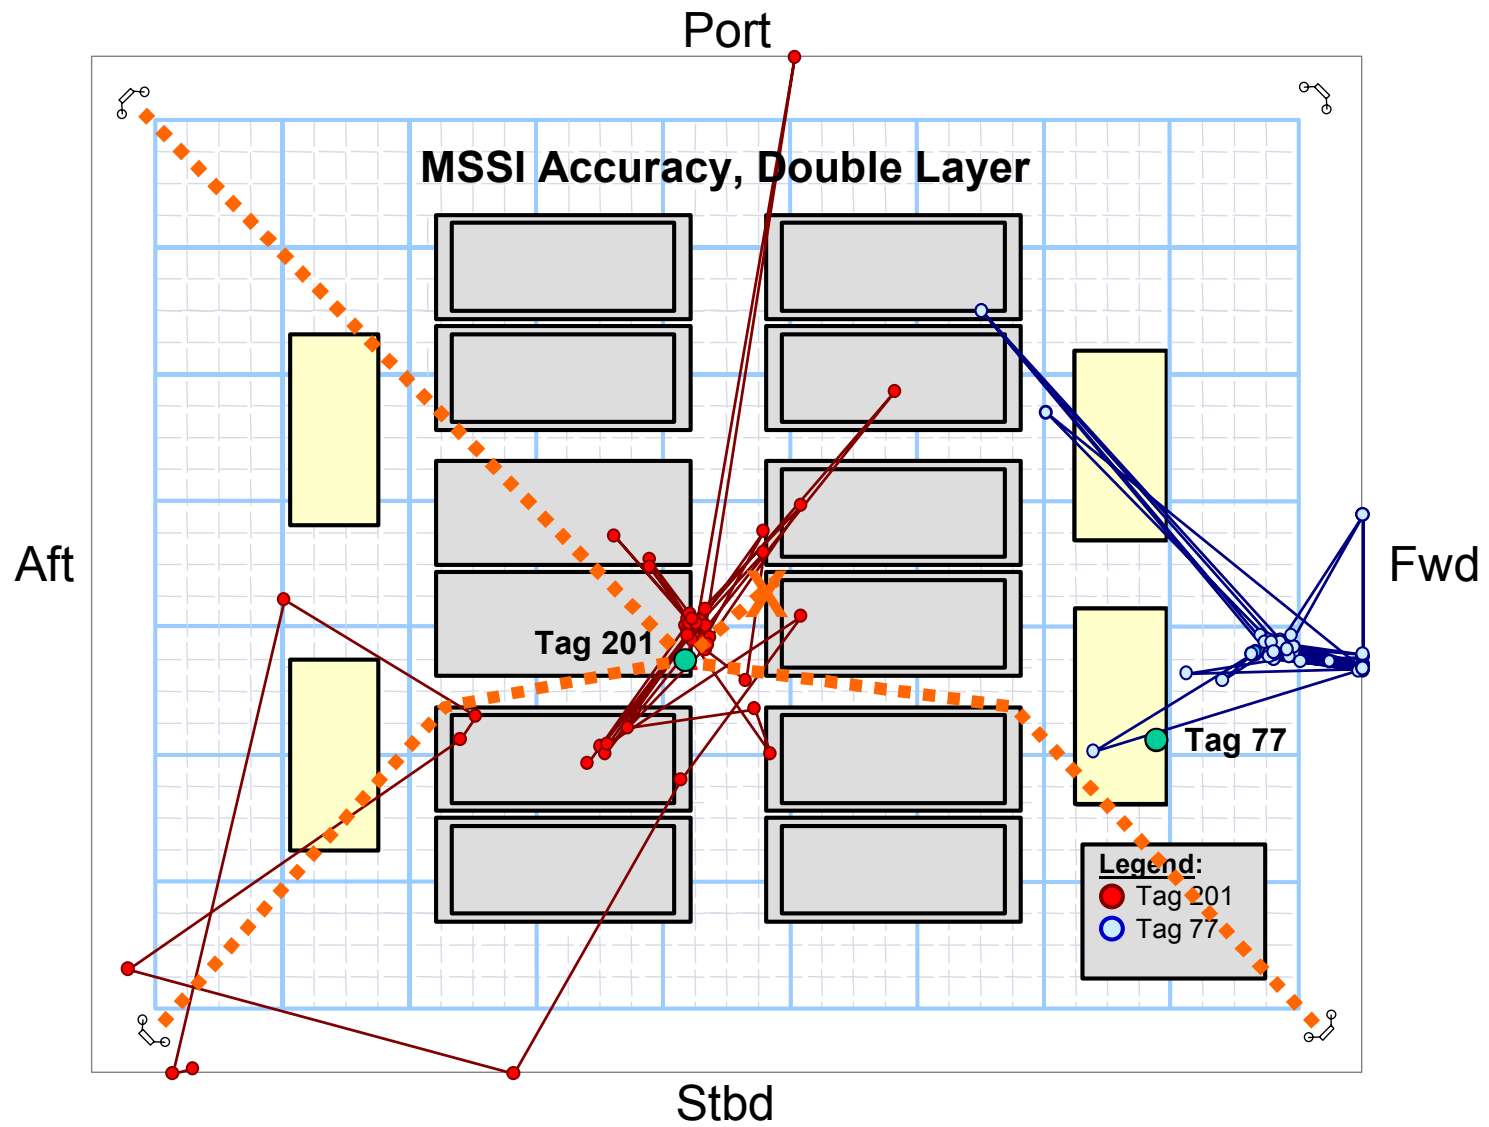 Port
MSSI Accuracy, Double Layer
Aft
Fwd
X
Tag 201
Tag 77
Legend:
Tag 201
Tag 77
Stbd